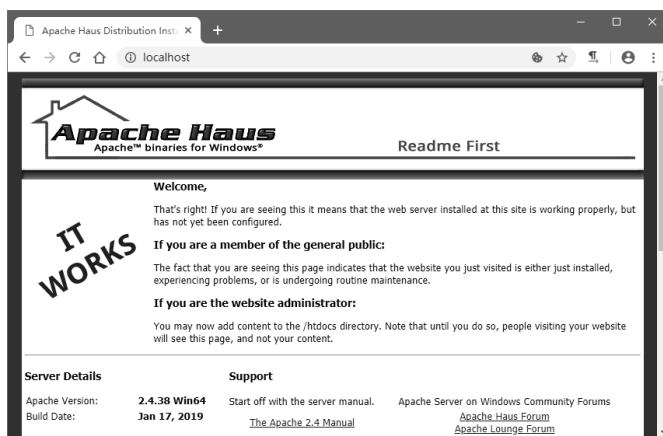 Apache Haus Distribution Insta
localhost
Apache Haus
Apache™ binaries for Windows®
Readme First
IT
WORKS
Welcome,
That's right! If you are seeing this it means that the web server installed at this site is working properly, but
has not yet been configured.
If you are a member of the general public:
The fact that you are seeing this page indicates that the website you just visited is either just installed,
experiencing problems, or is undergoing routine maintenance.
If you are the website administrator:
You may now add content to the /htdocs directory. Note that until you do so, people visiting your website
will see this page, and not your content.
Server Details
Apache Version: 2.4.38 Win64
Build Date: Jan 17, 2019
Support
Start off with the server manual.
The Apache 2.4 Manual
Apache Server on Windows Community Forums
Apache Haus Forum
Apache Lounge Forum